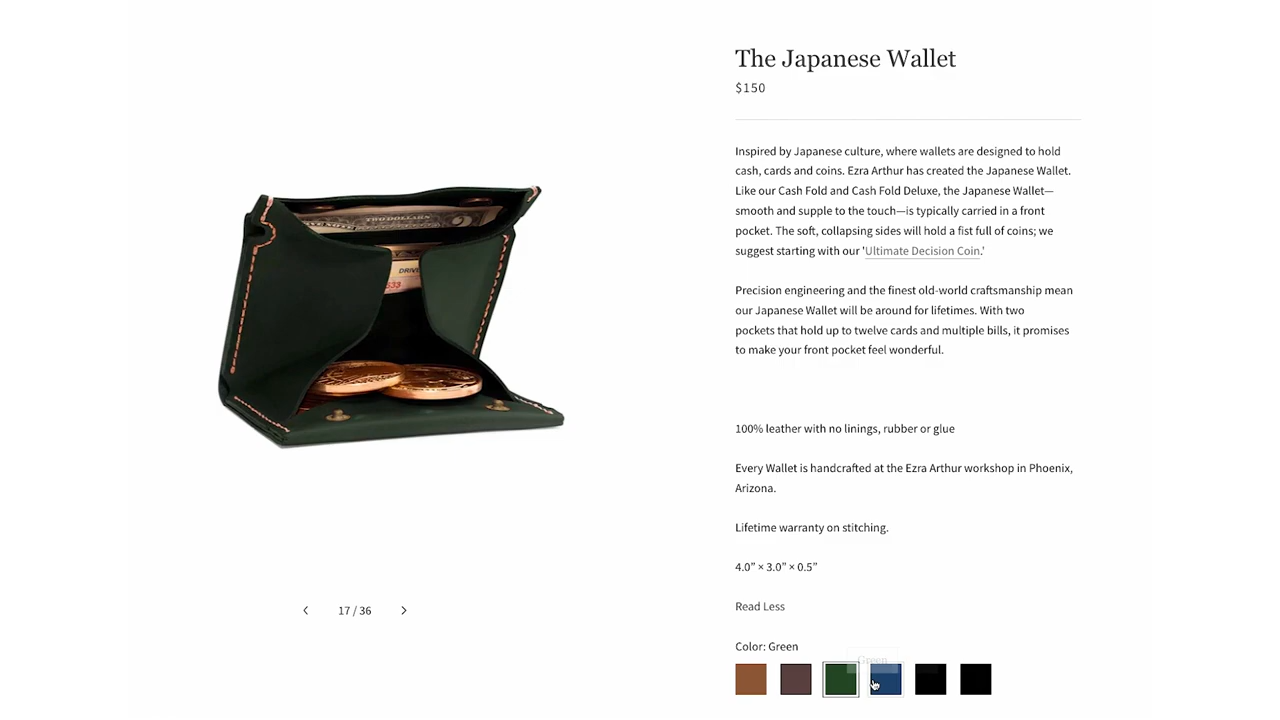 The Japanese Wallet
$150
Inspired by Japanese culture, where wallets are designed to hold
cash, cards and coins. Ezra Arthur has created the Japanese Wallet.
Like our Cash Fold and Cash Fold Deluxe, the Japanese Wallet—
smooth and supple to the touch—is typically carried in a front
pocket. The soft, collapsing sides will hold a fist full of coins; we
suggest starting with our 'Ultimate Decision Coin.'
Precision engineering and the finest old-world craftsmanship mean
our Japanese Wallet will be around for lifetimes. With two
pockets that hold up to twelve cards and multiple bills, it promises
to make your front pocket feel wonderful.
100% leather with no linings, rubber or glue
Every Wallet is handcrafted at the Ezra Arthur workshop in Phoenix,
Arizona.
Lifetime warranty on stitching.
4.0” × 3.0” × 0.5”
Read Less
Color: Green
Green
TWO DOLLARS
2
DRIVE
533
17 / 36